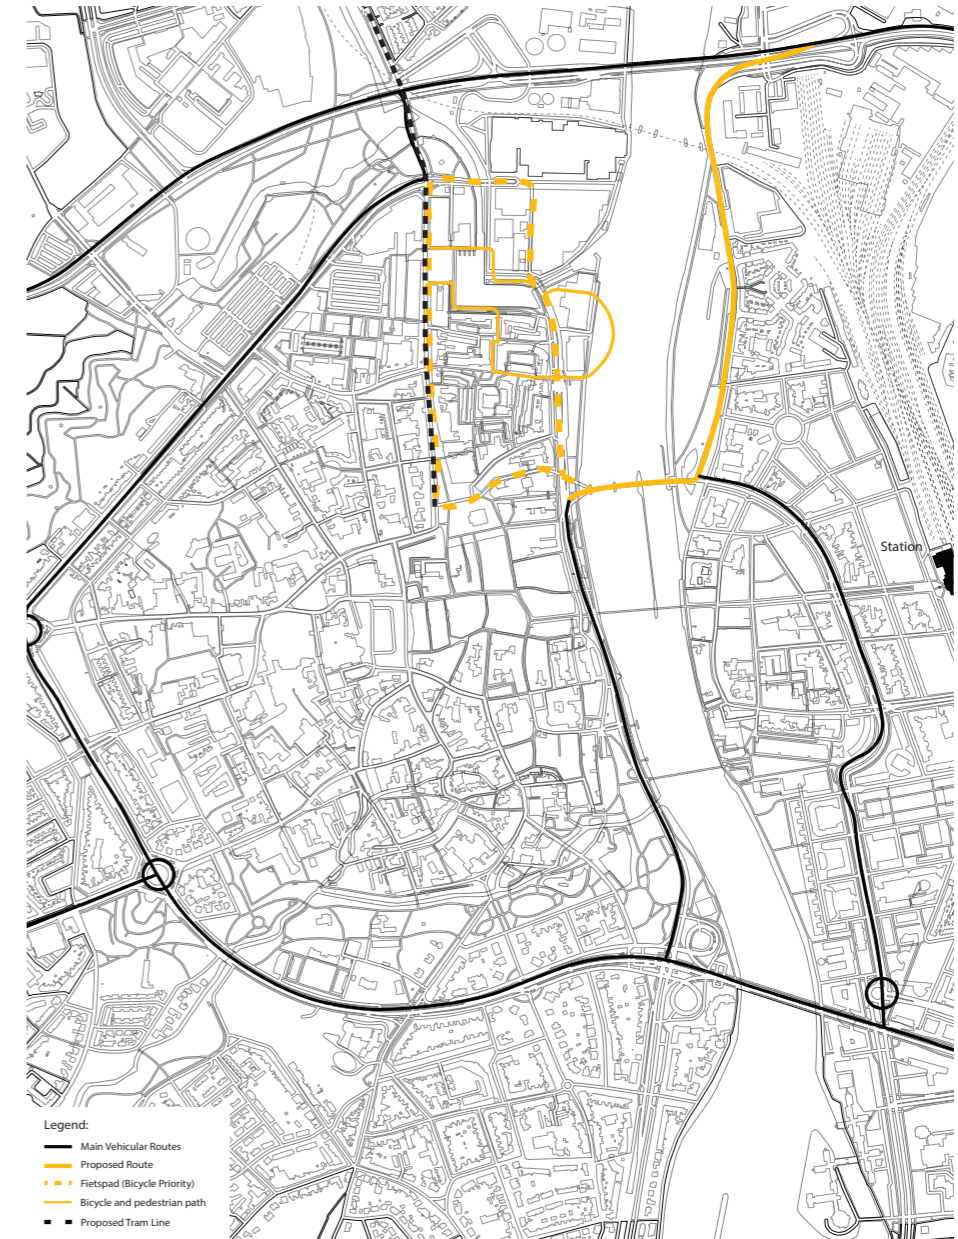 Station
Legend:
Main Vehicular Routes
Proposed Route
Fietspad (Bicycle Priority)
Bicycle and pedestrian path
Proposed Tram Line